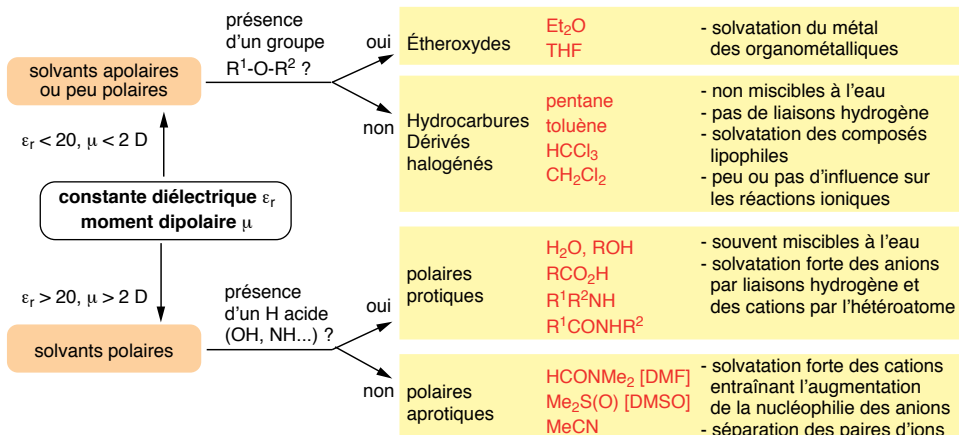 présence
d'un groupe
R¹-O-R² ?
oui
non
solvants apolaires
ou peu polaires
εr < 20, μ < 2 D
constante diélectrique εr
moment dipolaire μ
εr > 20, μ > 2 D
solvants polaires
présence
d'un H acide
(OH, NH...) ?
oui
non
Étheroxydes
Et₂O
THF
- solvatation du métal
des organométalliques
Hydrocarbures
Dérivés
halogénés
pentane
toluène
HCCl₃
CH₂Cl₂
- non miscibles à l'eau
- pas de liaisons hydrogène
- solvatation des composés
lipophiles
- peu ou pas d'influence sur
les réactions ioniques
polaires
protiques
H₂O, ROH
RCO₂H
R¹R²NH
R¹CONHR²
- souvent miscibles à l'eau
- solvatation forte des anions
par liaisons hydrogène et
des cations par l'hétéroatome
polaires
aprotiques
HCONMe₂ [DMF]
Me₂S(O) [DMSO]
MeCN
- solvatation forte des cations
entraînant l'augmentation
de la nucléophilie des anions
- séparation des paires d'ions